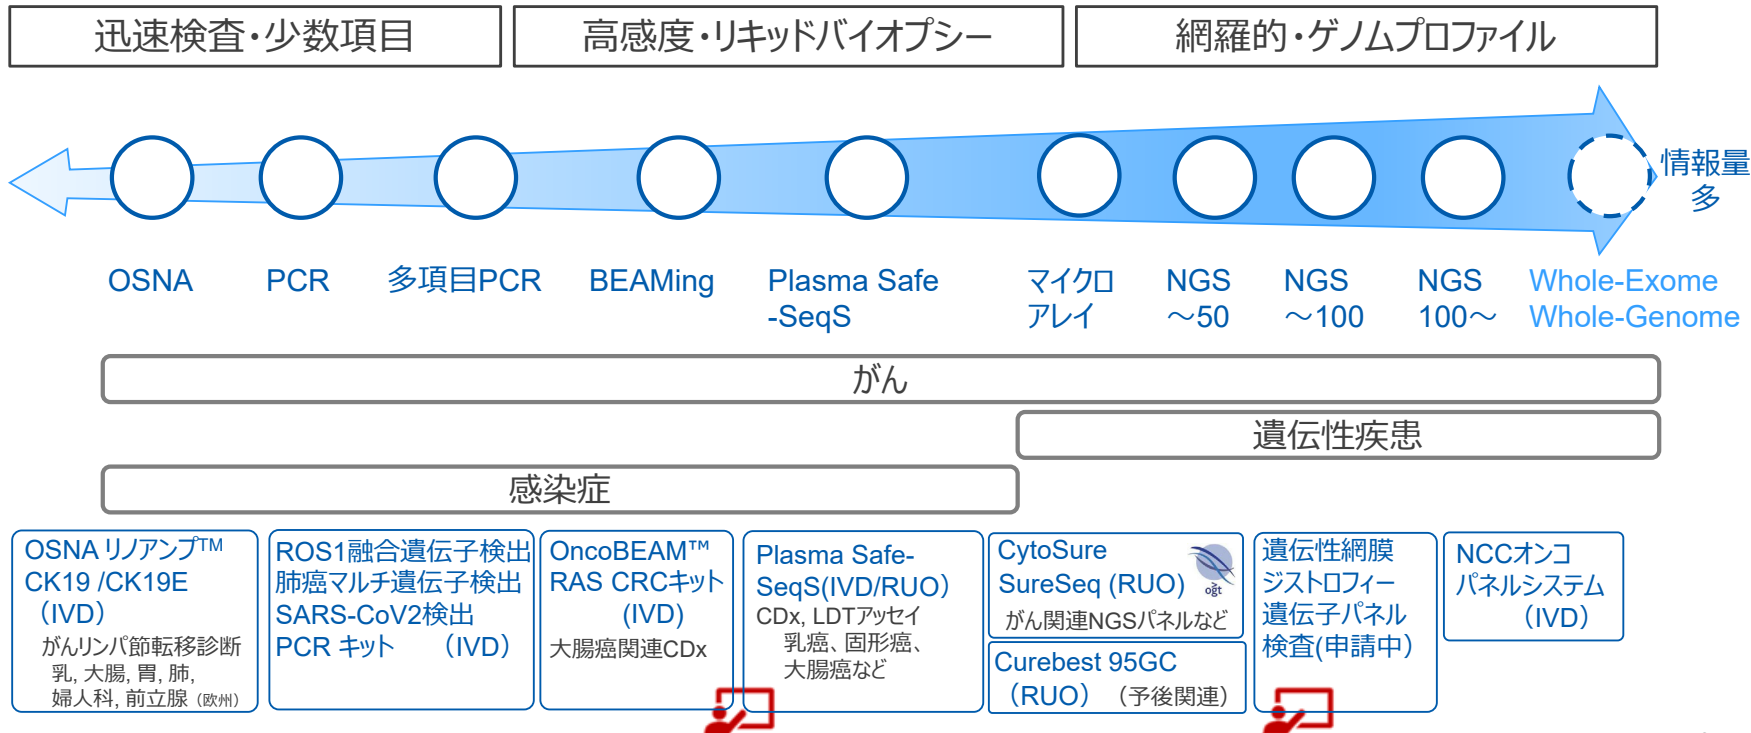 迅速検査・少数項目
高感度・リキッドバイオプシー
網羅的・ゲノムプロファイル
情報量
多
OSNA
PCR
多項目PCR
BEAMing
Plasma Safe
-SeqS
マイクロ
アレイ
NGS
～50
NGS
～100
NGS
100～
Whole-Exome
Whole-Genome
がん
遺伝性疾患
感染症
OSNA リノアンプTM
CK19 /CK19E
（IVD）
がんリンパ節転移診断
乳, 大腸, 胃, 肺,
婦人科, 前立腺（欧州）
ROS1融合遺伝子検出
肺癌マルチ遺伝子検出
SARS-CoV2検出
PCR キット （IVD）
OncoBEAM™
RAS CRCキット
(IVD)
大腸癌関連CDx
Plasma Safe-
SeqS(IVD/RUO）
CDx, LDTアッセイ
乳癌、固形癌、
大腸癌など
CytoSure
SureSeq (RUO)
ogt
がん関連NGSパネルなど
Curebest 95GC
（RUO）（予後関連）
遺伝性網膜
ジストロフィー
遺伝子パネル
検査(申請中）
NCCオンコ
パネルシステム
（IVD）